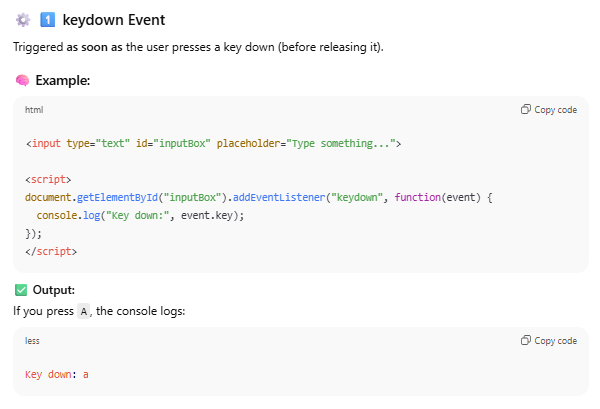 ⚙️ 1️⃣ keydown Event
Triggered as soon as the user presses a key down (before releasing it).
🧠 Example:
html
Copy code
<input type="text" id="inputBox" placeholder="Type something...">
<script>
document.getElementById("inputBox").addEventListener("keydown", function(event) {
  console.log("Key down:", event.key);
});
</script>
✅ Output:
If you press A, the console logs:
less
Copy code
Key down: a